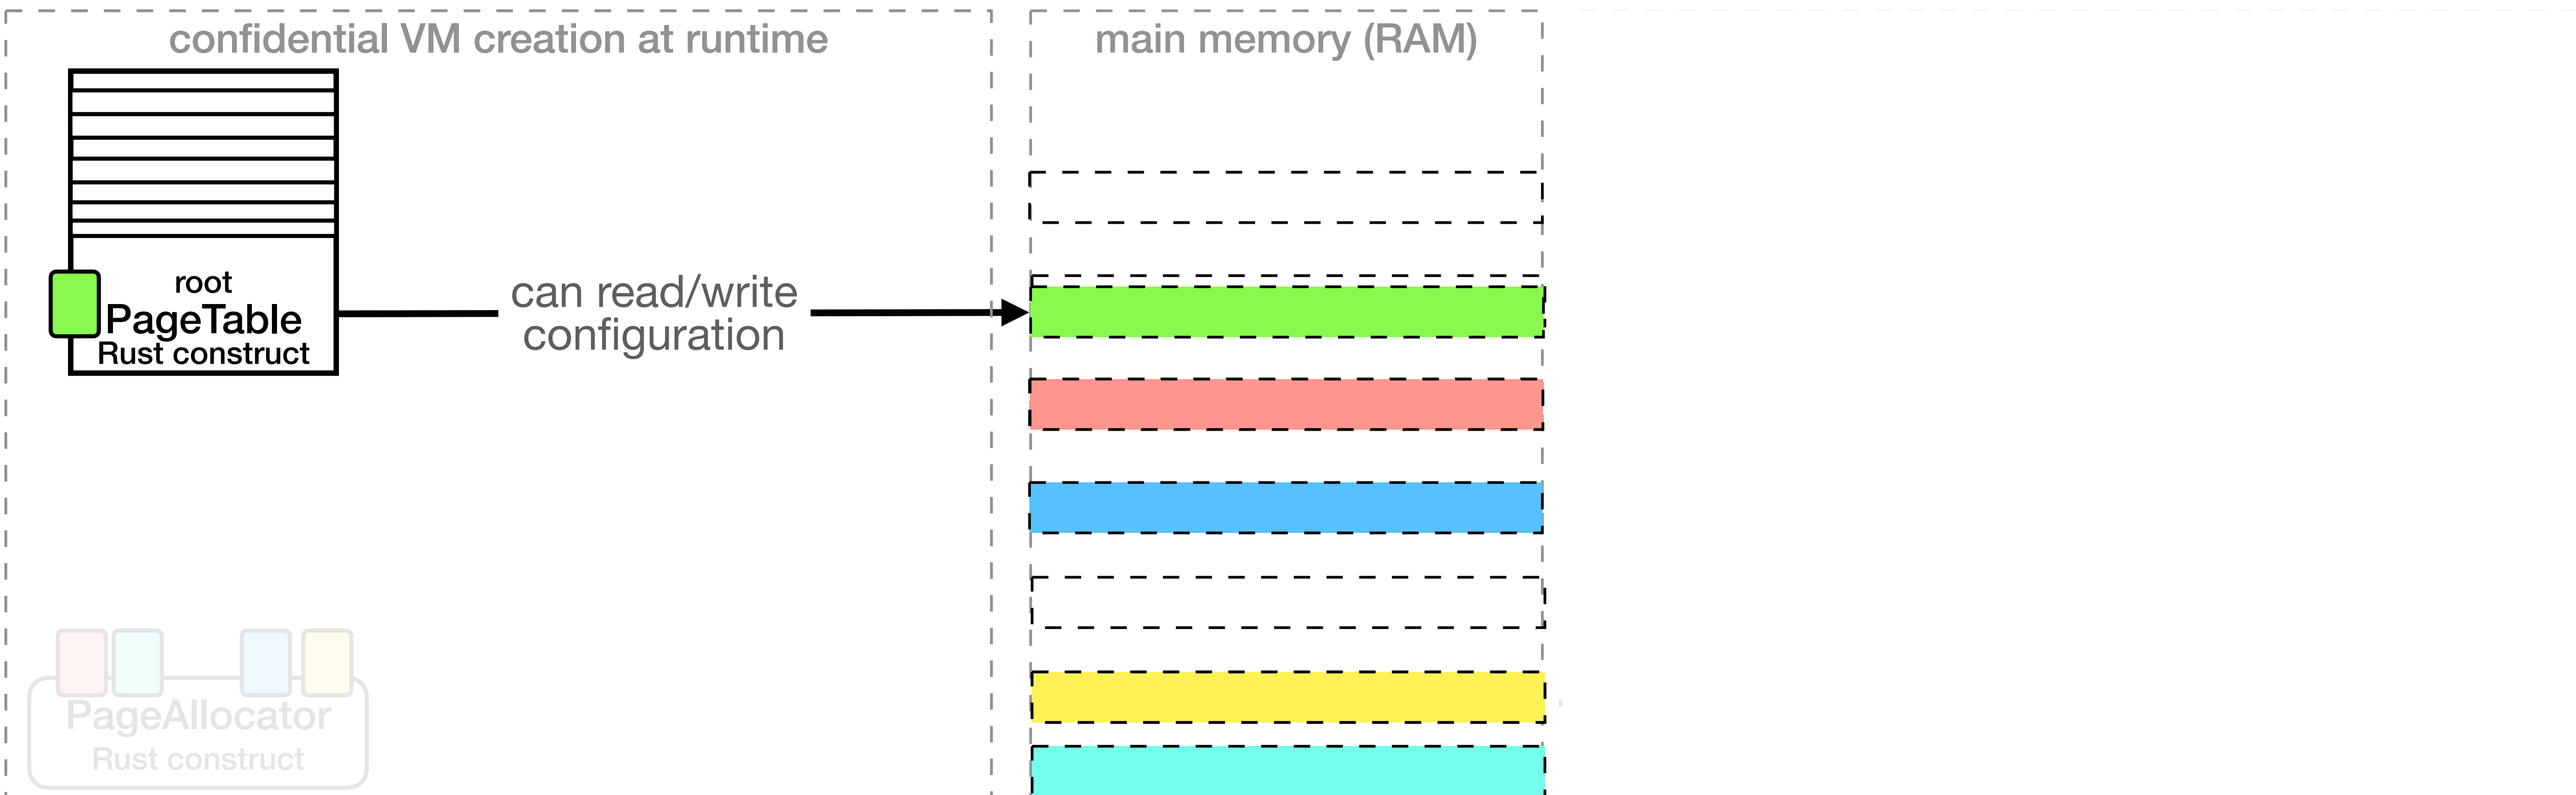 confidential VM creation at runtime
main memory (RAM)
root
PageTable
Rust construct
can read/write
configuration
PageAllocator
Rust construct